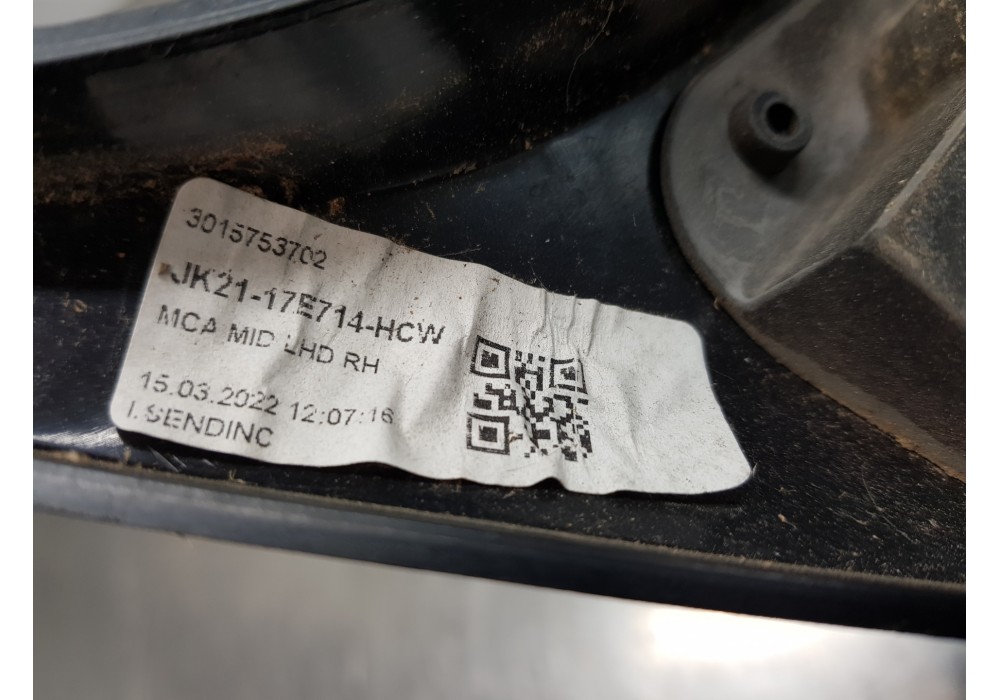 3015753702
JK21-17E714-HCW
MCA MID LHD RH
15.03.2022 12:07:16
I.SENDINC